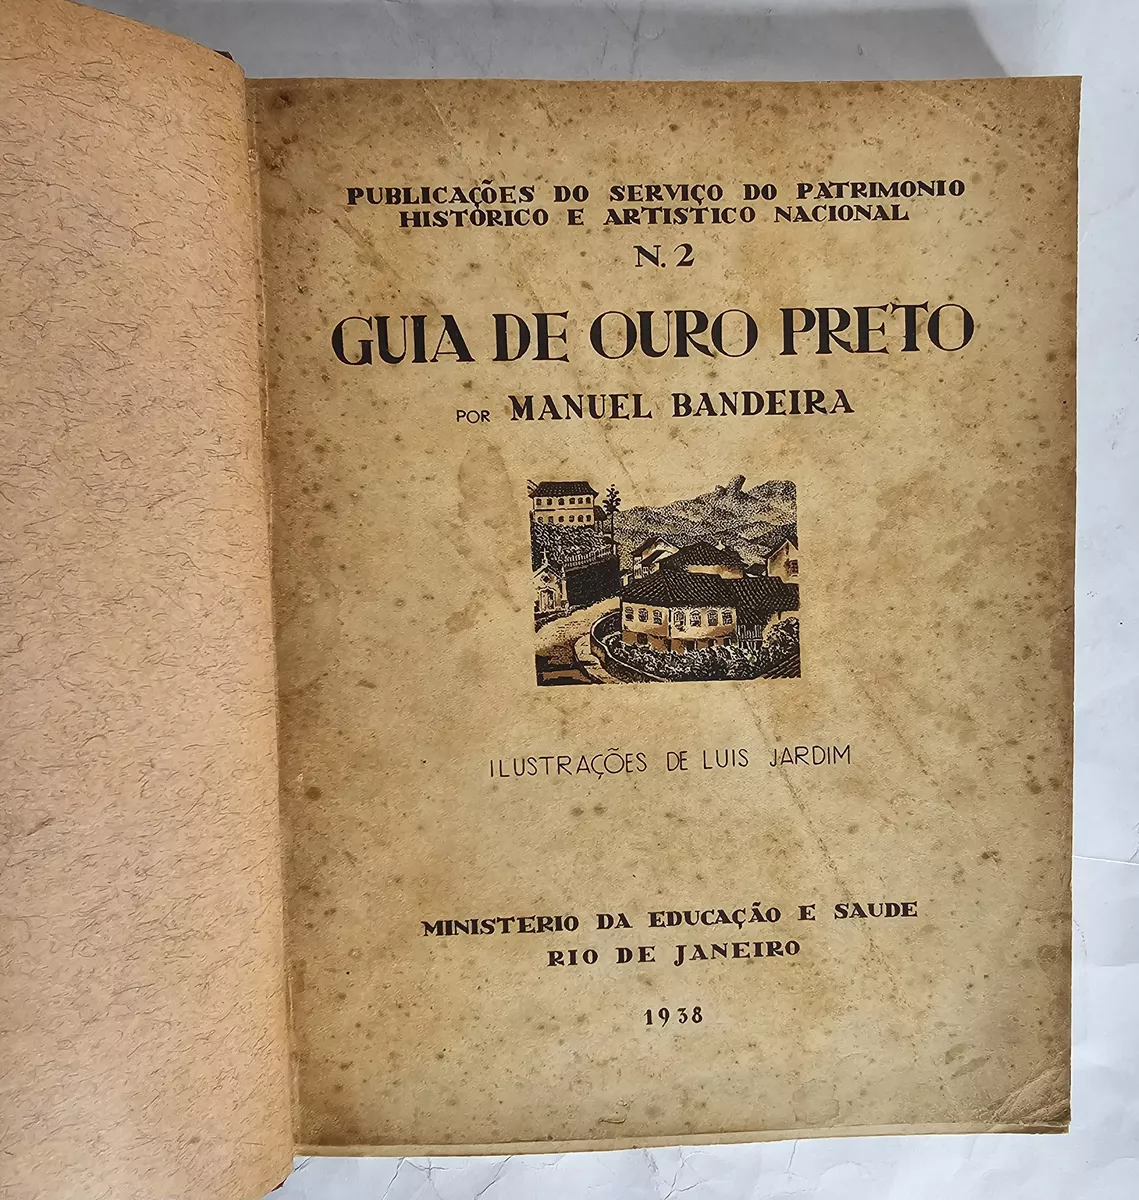 PUBLICAÇÕES DO SERVIÇO DO PATRIMONIO
HISTÓRICO E ARTISTICO NACIONAL
N. 2
GUIA DE OURO PRETO
POR MANUEL BANDEIRA
ILUSTRAÇÕES DE LUIS JARDIM
MINISTERIO DA EDUCAÇÃO E SAUDE
RIO DE JANEIRO
1938